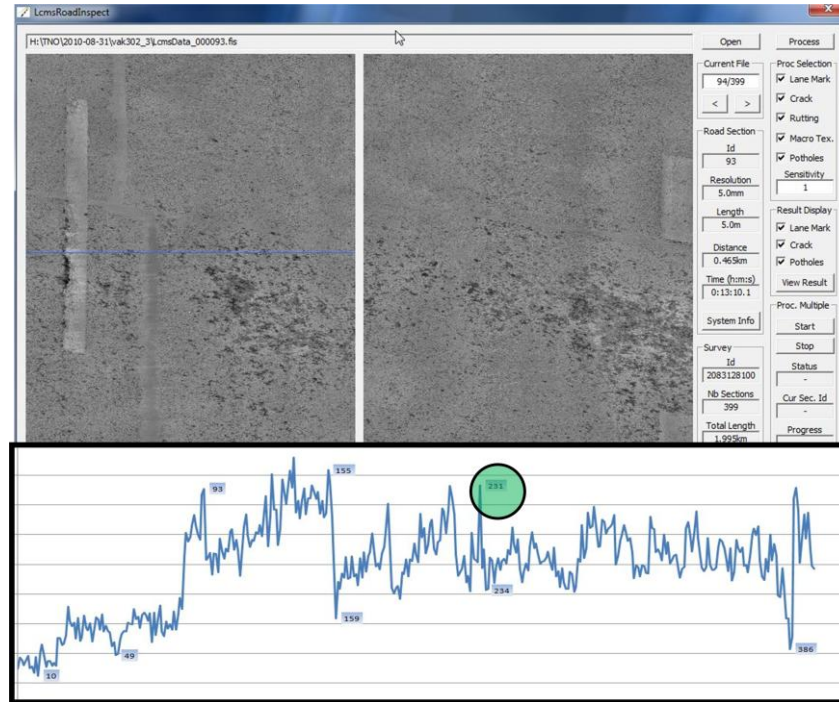 LcmsRoadInspect
H:\TNO\2010-08-31\vak302_3\LcmsData_000093.fis
Open
Process
Current File
94/399
<
>
Proc Selection
Lane Mark
Crack
Rutting
Macro Tex.
Potholes
Sensitivity
1
Road Section
Id
93
Resolution
5.0mm
Length
5.0m
Distance
0.465km
Time (h:m:s)
0:13:10.1
System Info
Result Display
Lane Mark
Crack
Potholes
View Result
Proc. Multiple
Start
Stop
Status
-
Cur Sec. Id
-
Progress
Survey
Id
2083128100
Nb Sections
399
Total Length
1.995km
93
155
231
10
49
159
234
386